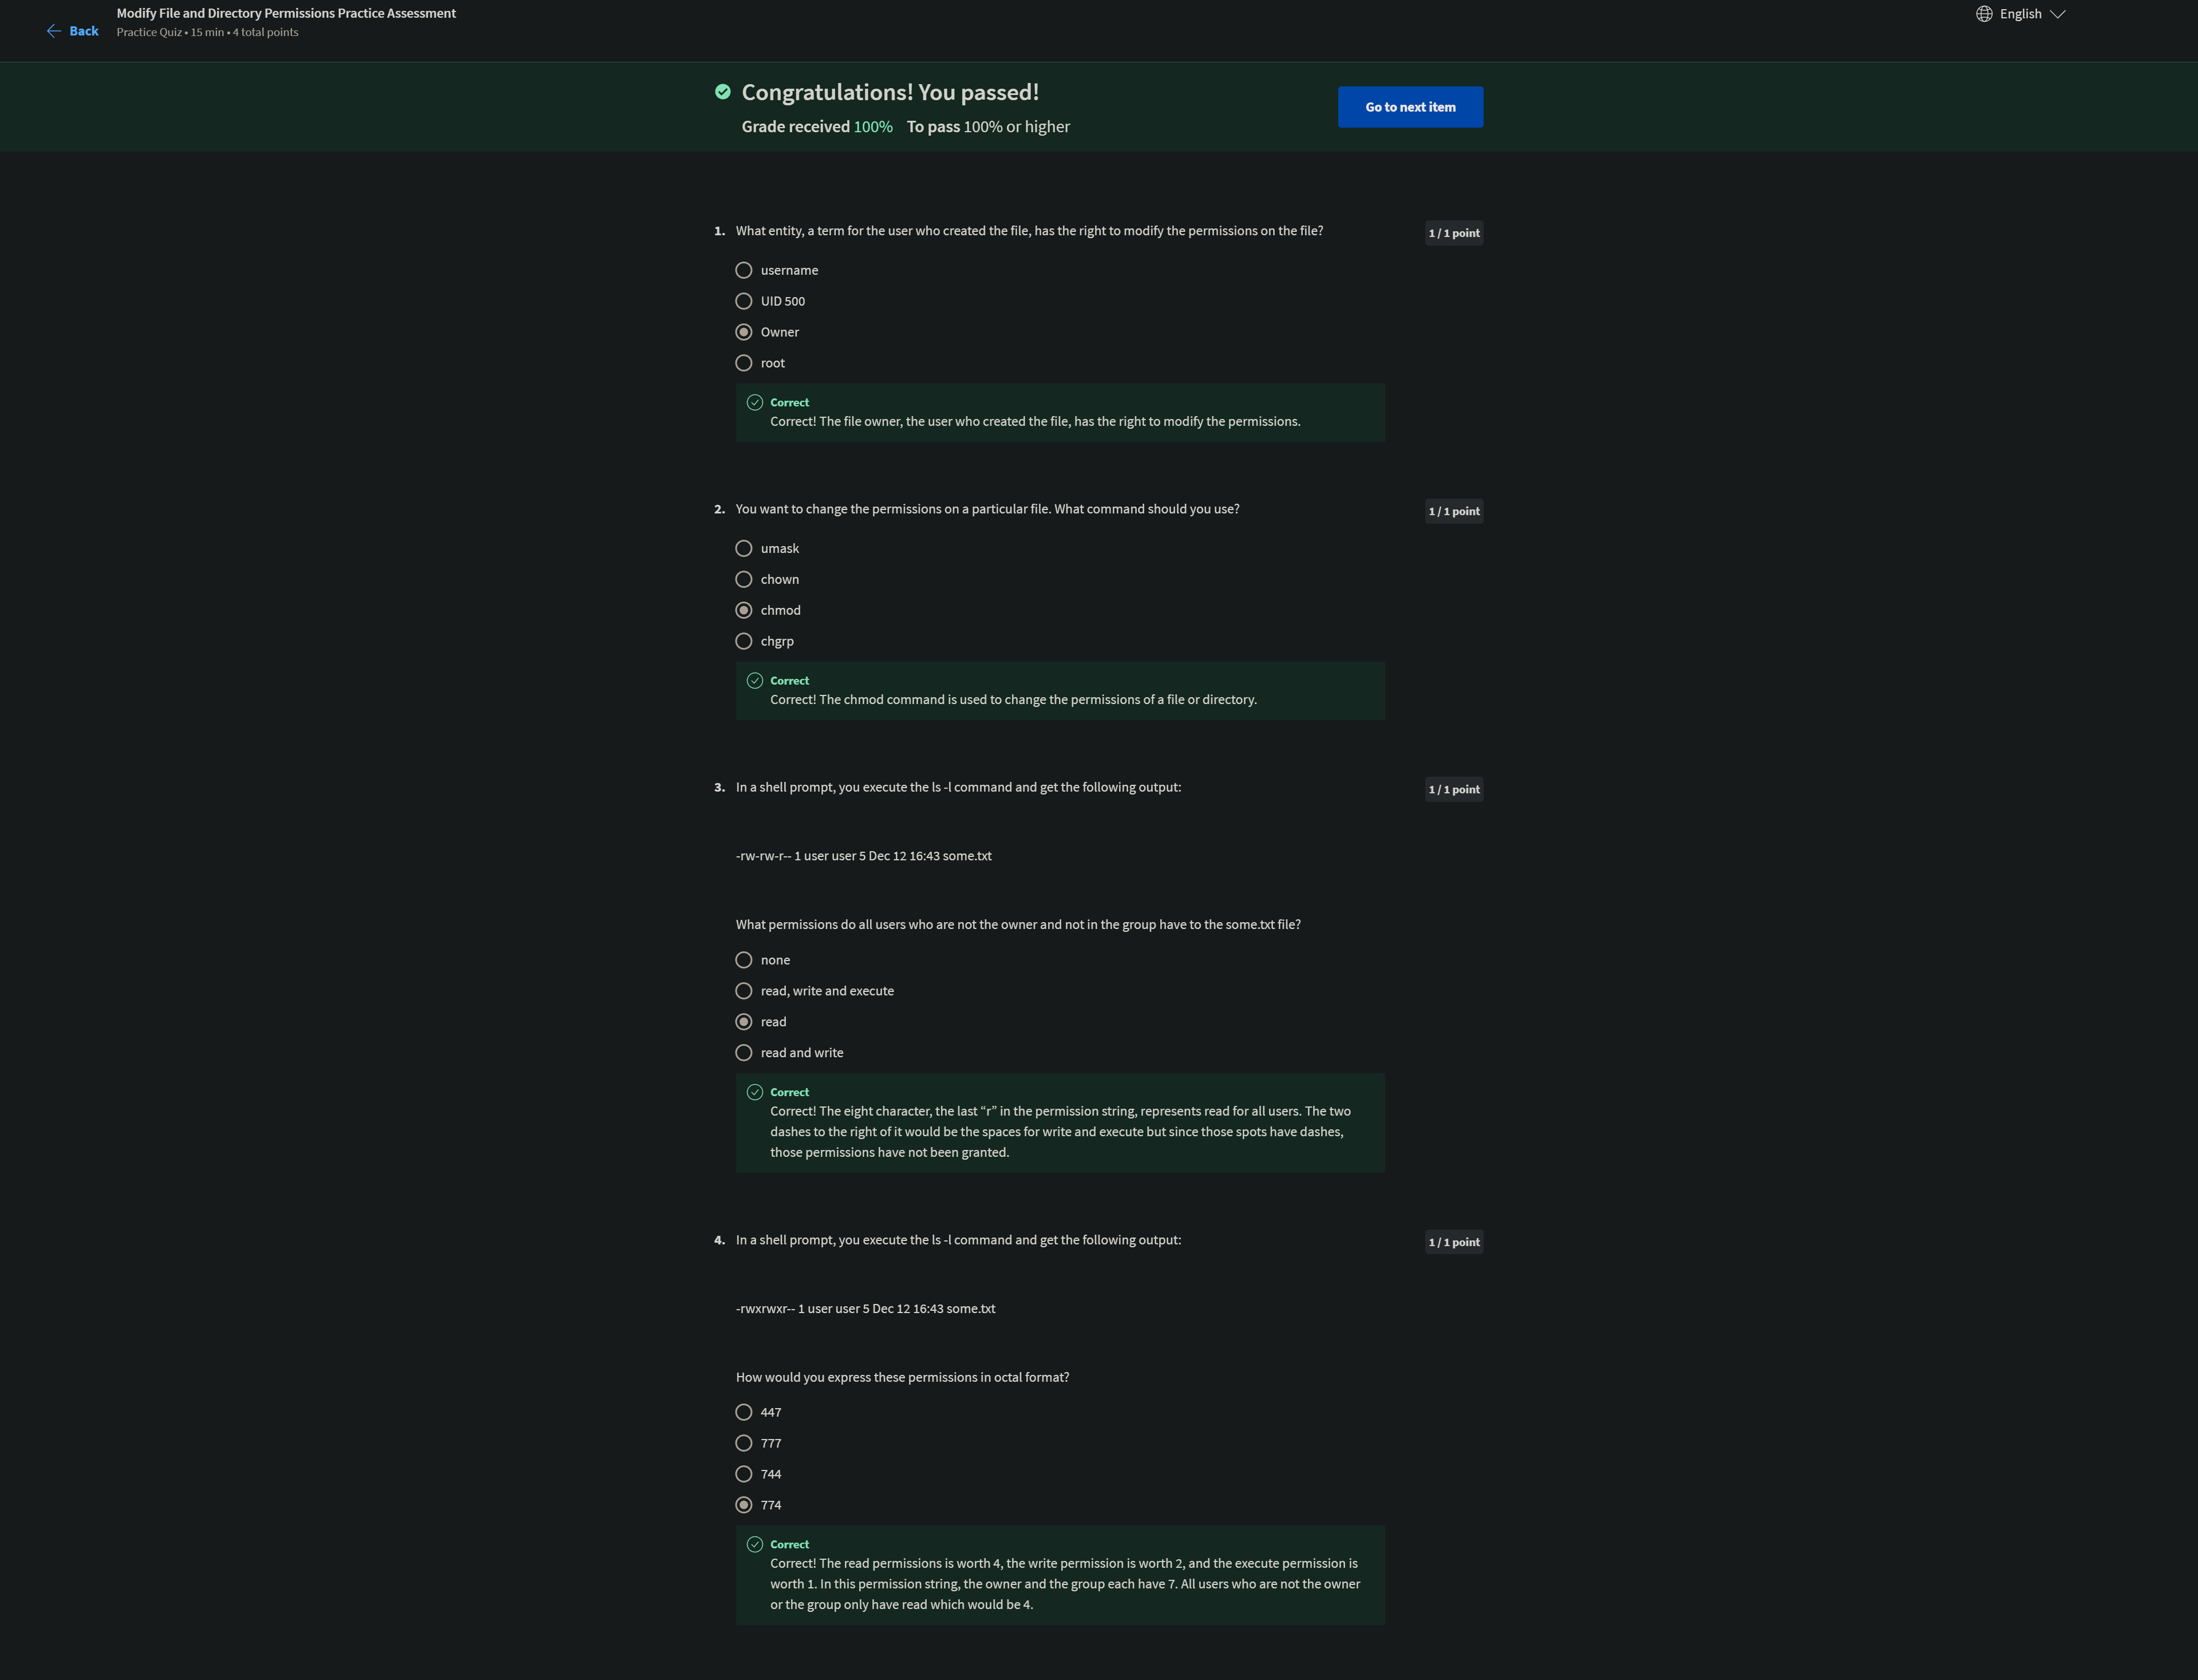 Back
Modify File and Directory Permissions Practice Assessment
Practice Quiz • 15 min • 4 total points
English
Congratulations! You passed!
Grade received 100% To pass 100% or higher
Go to next item
1. What entity, a term for the user who created the file, has the right to modify the permissions on the file?
1 / 1 point
username
UID 500
Owner
root
Correct
Correct! The file owner, the user who created the file, has the right to modify the permissions.
2. You want to change the permissions on a particular file. What command should you use?
1 / 1 point
umask
chown
chmod
chgrp
Correct
Correct! The chmod command is used to change the permissions of a file or directory.
3. In a shell prompt, you execute the ls -l command and get the following output:
1 / 1 point
-rw-rw-r-- 1 user user 5 Dec 12 16:43 some.txt
What permissions do all users who are not the owner and not in the group have to the some.txt file?
none
read, write and execute
read
read and write
Correct
Correct! The eight character, the last “r” in the permission string, represents read for all users. The two
dashes to the right of it would be the spaces for write and execute but since those spots have dashes,
those permissions have not been granted.
4. In a shell prompt, you execute the ls -l command and get the following output:
1 / 1 point
-rwxrwxr-- 1 user user 5 Dec 12 16:43 some.txt
How would you express these permissions in octal format?
447
777
744
774
Correct
Correct! The read permissions is worth 4, the write permission is worth 2, and the execute permission is
worth 1. In this permission string, the owner and the group each have 7. All users who are not the owner
or the group only have read which would be 4.